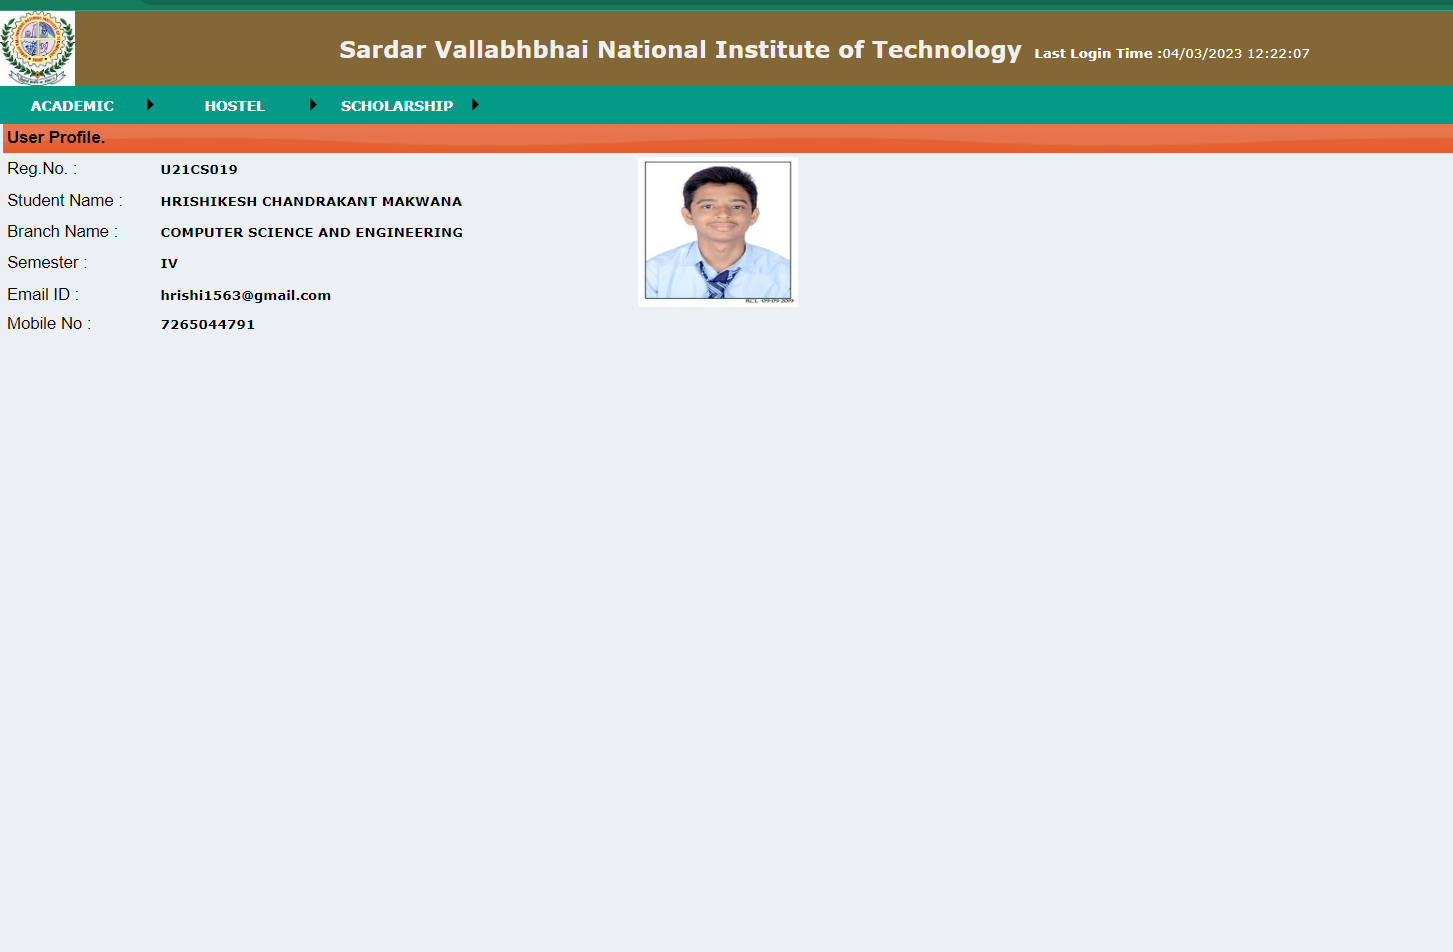 Sardar Vallabhbhai National Institute of Technology Last Login Time :04/03/2023 12:22:07
ACADEMIC HOSTEL SCHOLARSHIP
User Profile.
Reg.No. : U21CS019
Student Name : HRISHIKESH CHANDRAKANT MAKWANA
Branch Name : COMPUTER SCIENCE AND ENGINEERING
Semester : IV
Email ID : hrishi1563@gmail.com
Mobile No : 7265044791